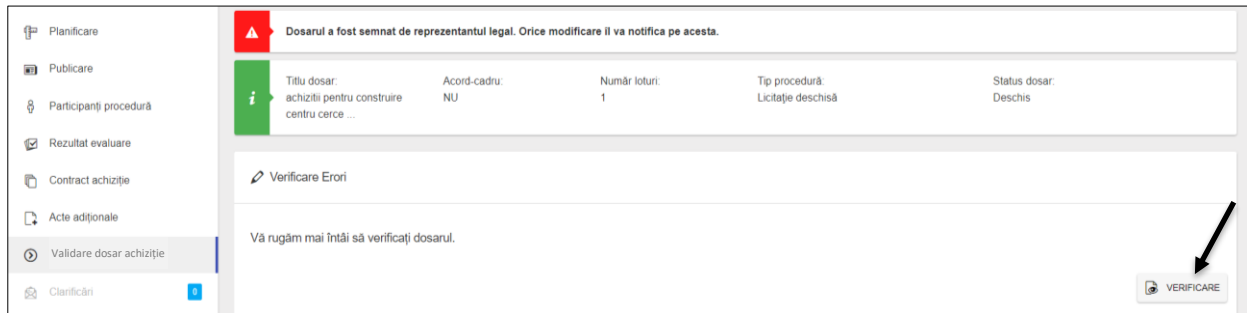 Planificare
Publicare
Participanți procedură
Rezultat evaluare
Contract achiziție
Acte adiționale
Validare dosar achiziție
Clarificări 0
Dosarul a fost semnat de reprezentantul legal. Orice modificare îl va notifica pe acesta.
Titlu dosar: Acord-cadru: Număr loturi: Tip procedură: Status dosar:
achizitii pentru construire NU 1 Licitație deschisă Deschis
centru cerce ...
Verificare Erori
Vă rugăm mai întâi să verificați dosarul.
VERIFICARE